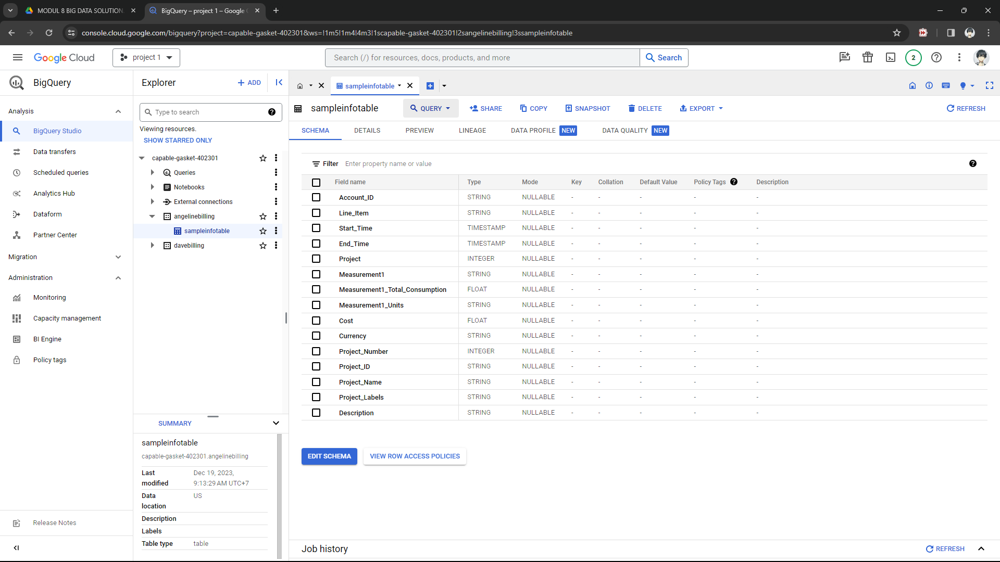 MODUL 8 BIG DATA SOLUTION
BigQuery – project 1 – Google
console.cloud.google.com/bigquery?project=capable-gasket-402301&ws=!1m5!1m4!4m3!1scapable-gasket-402301!2sangelinebilling!3ssampleinfotable
Google Cloud
project 1
Search (/) for resources, docs, products, and more
Search
2
BigQuery
Analysis
BigQuery Studio
Data transfers
Scheduled queries
Analytics Hub
Dataform
Partner Center
Migration
Administration
Monitoring
Capacity management
BI Engine
Policy tags
Release Notes
Explorer
ADD
Type to search
Viewing resources.
SHOW STARRED ONLY
capable-gasket-402301
Queries
Notebooks
External connections
angelinebilling
sampleinfotable
davebilling
SUMMARY
sampleinfotable
capable-gasket-402301.angelinebilling
Last modified Dec 19, 2023, 9:13:29 AM UTC+7
Data location US
Description
Labels
Table type table
sampleinfotable
sampleinfotable QUERY SHARE COPY SNAPSHOT DELETE EXPORT REFRESH
SCHEMA DETAILS PREVIEW LINEAGE DATA PROFILE NEW DATA QUALITY NEW
Filter Enter property name or value
Field name Type Mode Key Collation Default Value Policy Tags Description
Account_ID STRING NULLABLE - - - - -
Line_Item STRING NULLABLE - - - - -
Start_Time TIMESTAMP NULLABLE - - - - -
End_Time TIMESTAMP NULLABLE - - - - -
Project INTEGER NULLABLE - - - - -
Measurement1 STRING NULLABLE - - - - -
Measurement1_Total_Consumption FLOAT NULLABLE - - - - -
Measurement1_Units STRING NULLABLE - - - - -
Cost FLOAT NULLABLE - - - - -
Currency STRING NULLABLE - - - - -
Project_Number INTEGER NULLABLE - - - - -
Project_ID STRING NULLABLE - - - - -
Project_Name STRING NULLABLE - - - - -
Project_Labels STRING NULLABLE - - - - -
Description STRING NULLABLE - - - - -
EDIT SCHEMA VIEW ROW ACCESS POLICIES
Job history REFRESH